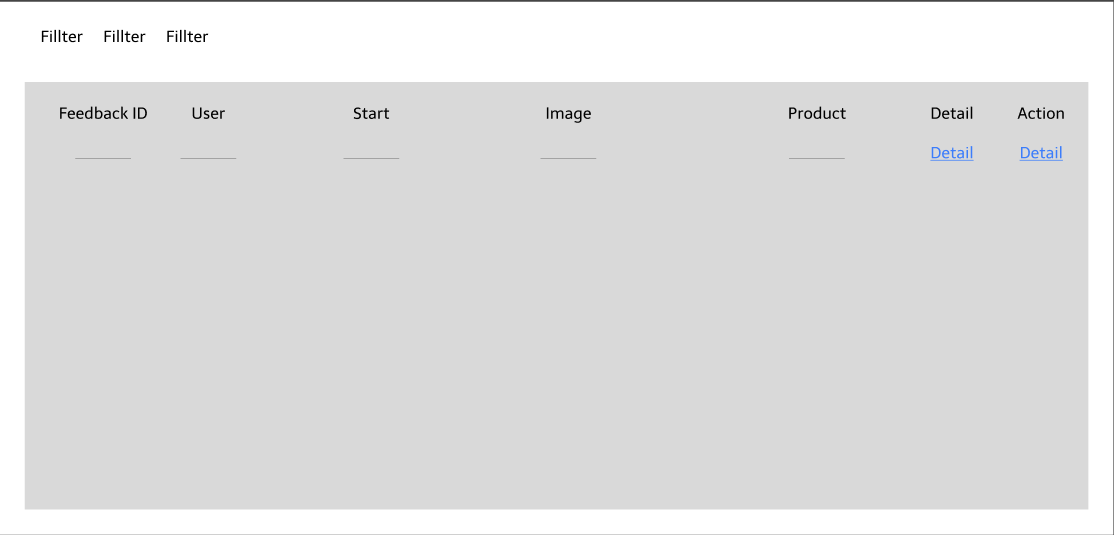 Fillter Fillter Fillter
Feedback ID User Start Image Product Detail Action
Detail Detail